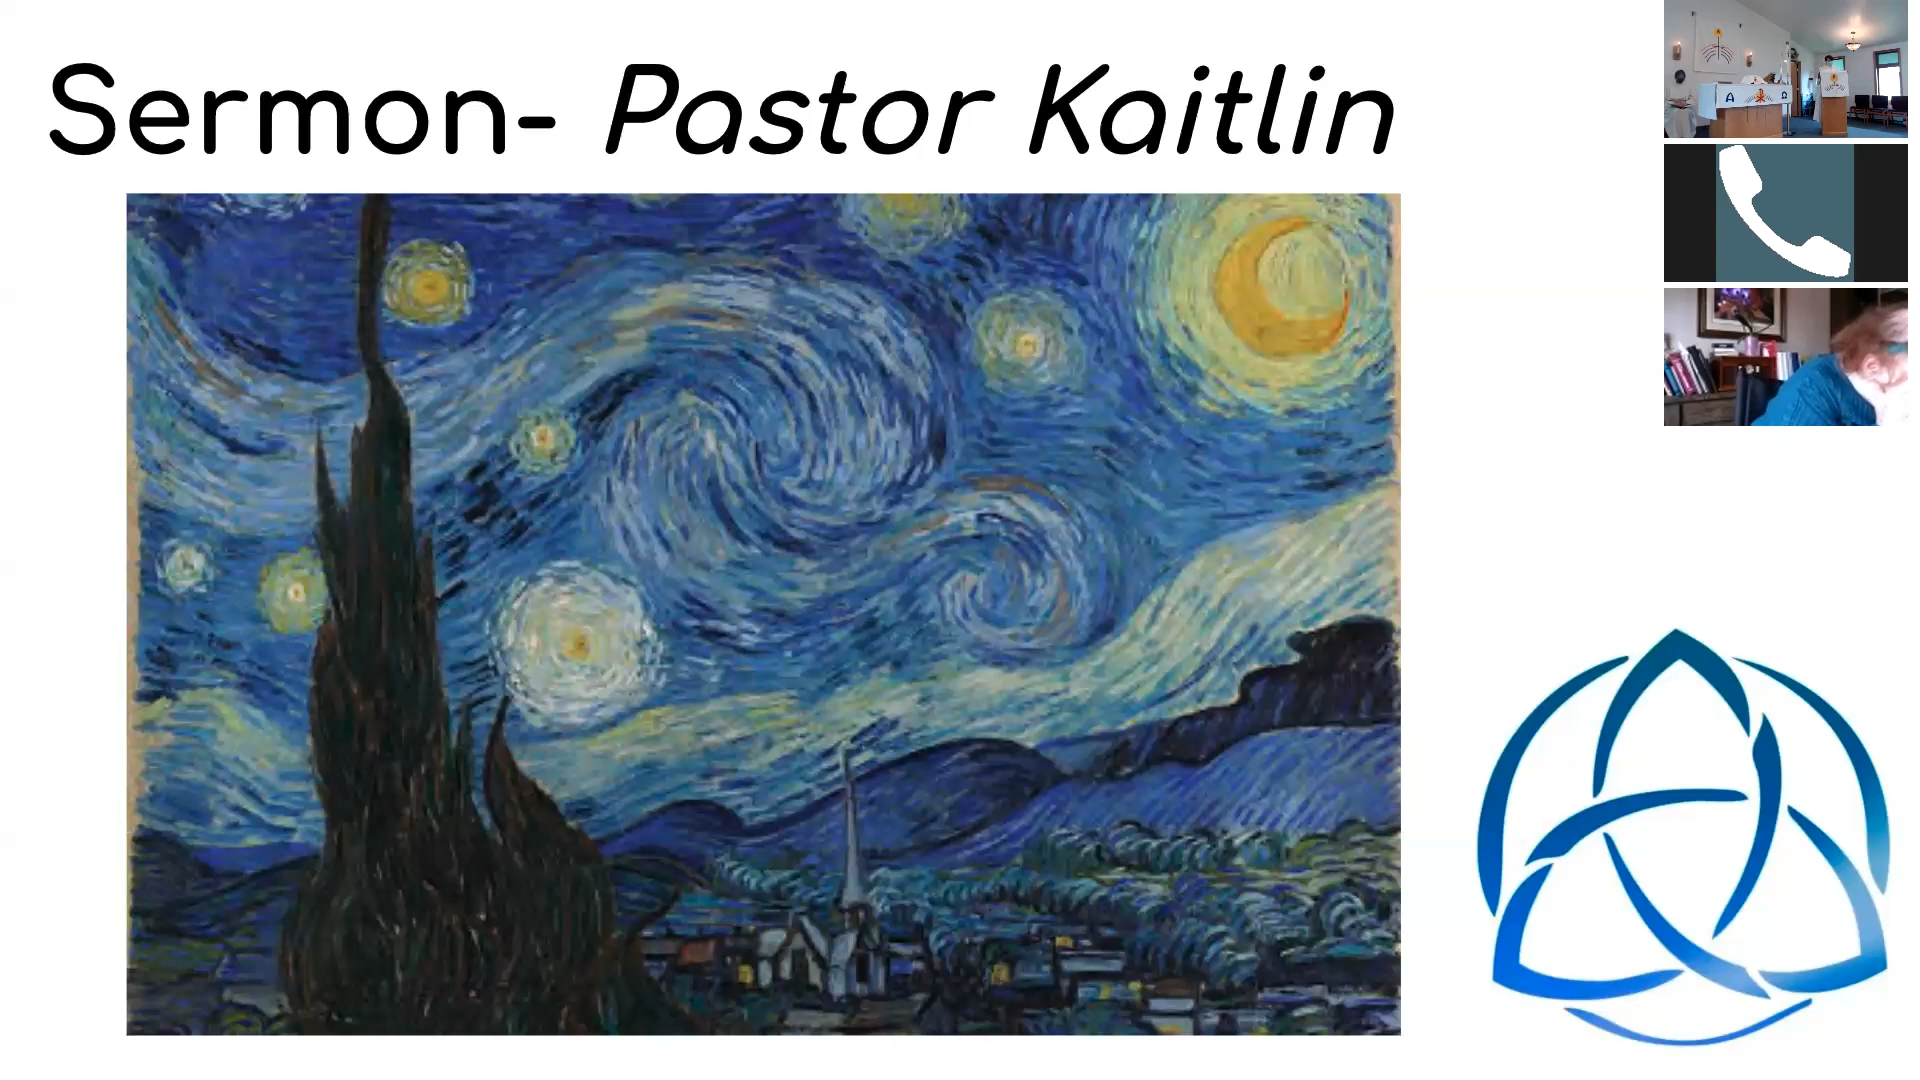 Sermon- Pastor Kaitlin
Α Ω